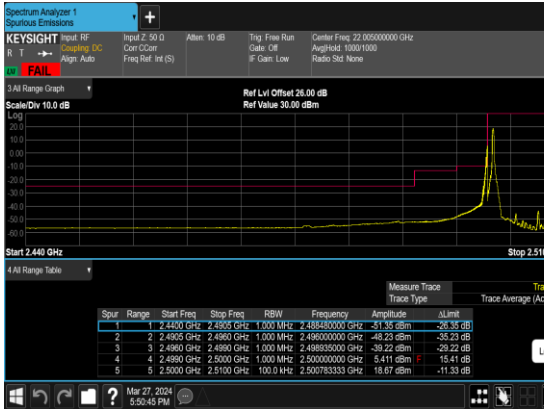 Spectrum Analyzer 1
Spurious Emissions
+
KEYSIGHT Input: RF Input Z: 50 Ω Atten: 10 dB Trig: Free Run Center Freq: 22.005000000 GHz
R T Coupling: DC Corr CCorr Gate: Off Avg|Hold: 1000/1000
Align: Auto Freq Ref: Int (S) IF Gain: Low Radio Std: None
FAIL
3 All Range Graph
Ref Lvl Offset 26.00 dB
Scale/Div 10.0 dB Ref Value 30.00 dBm
Log
20.0
10.0
0.00
-10.0
-20.0
-30.0
-40.0
-50.0
-60.0
Start 2.440 GHz Stop 2.510
4 All Range Table
Measure Trace Tra
Trace Type Trace Average (Ac
Spur Range Start Freq Stop Freq RBW Frequency Amplitude ΔLimit
1 1 2.4400 GHz 2.4905 GHz 1.000 MHz 2.488480000 GHz -51.35 dBm -26.35 dB
2 2 2.4905 GHz 2.4960 GHz 1.000 MHz 2.496000000 GHz -48.23 dBm -35.23 dB
3 3 2.4960 GHz 2.4990 GHz 1.000 MHz 2.498935000 GHz -39.22 dBm -29.22 dB
4 4 2.4990 GHz 2.5000 GHz 1.000 MHz 2.500000000 GHz 5.411 dBm F 15.41 dB
5 5 2.5000 GHz 2.5100 GHz 100.0 kHz 2.500783333 GHz 18.67 dBm -11.33 dB
?
Mar 27, 2024
5:50:45 PM